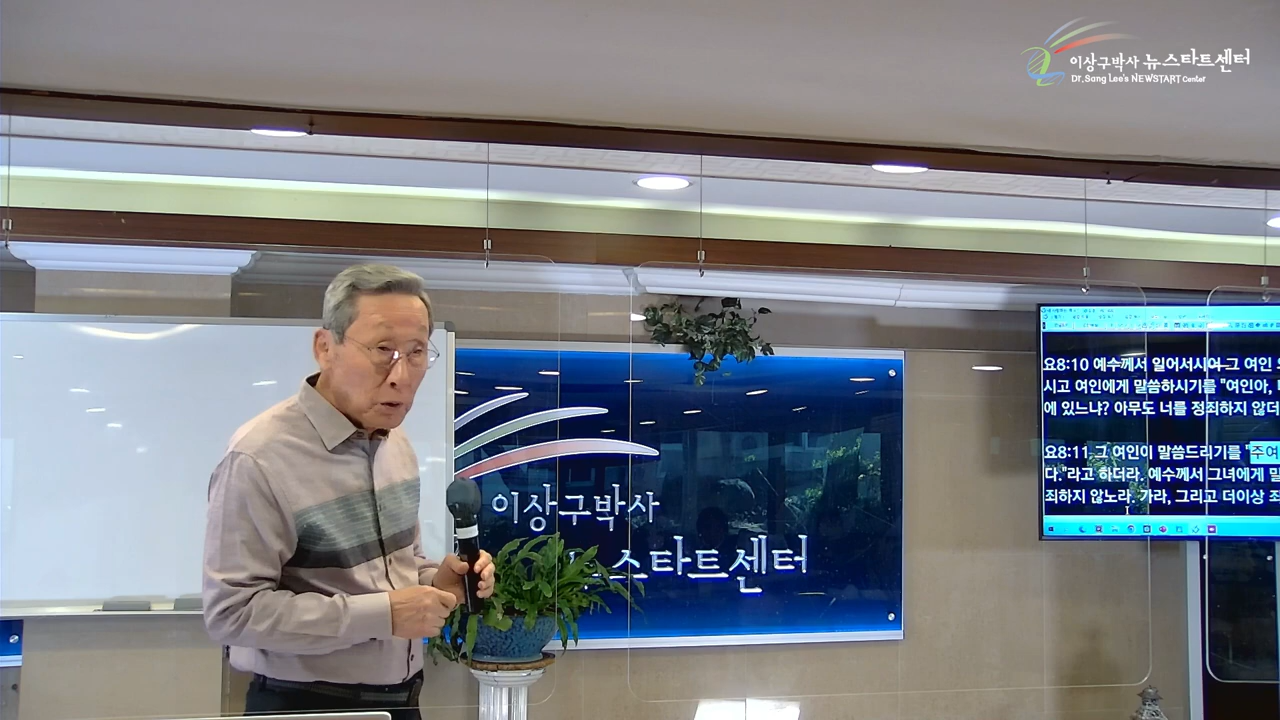 이상구박사 뉴스타트센터
Dr. Sang Lee's NEWSTART Center
이상구박사
스타트센터
요8:10 예수께서 일어서시어 그 여인
시고 여인에게 말씀하시기를 "여인아,
에 있느냐? 아무도 너를 정죄하지 않더
요8:11 그 여인이 말씀드리기를 "주여
다."라고 하더라. 예수께서 그녀에게 말
죄하지 않노라. 가라, 그리고 더이상 죄